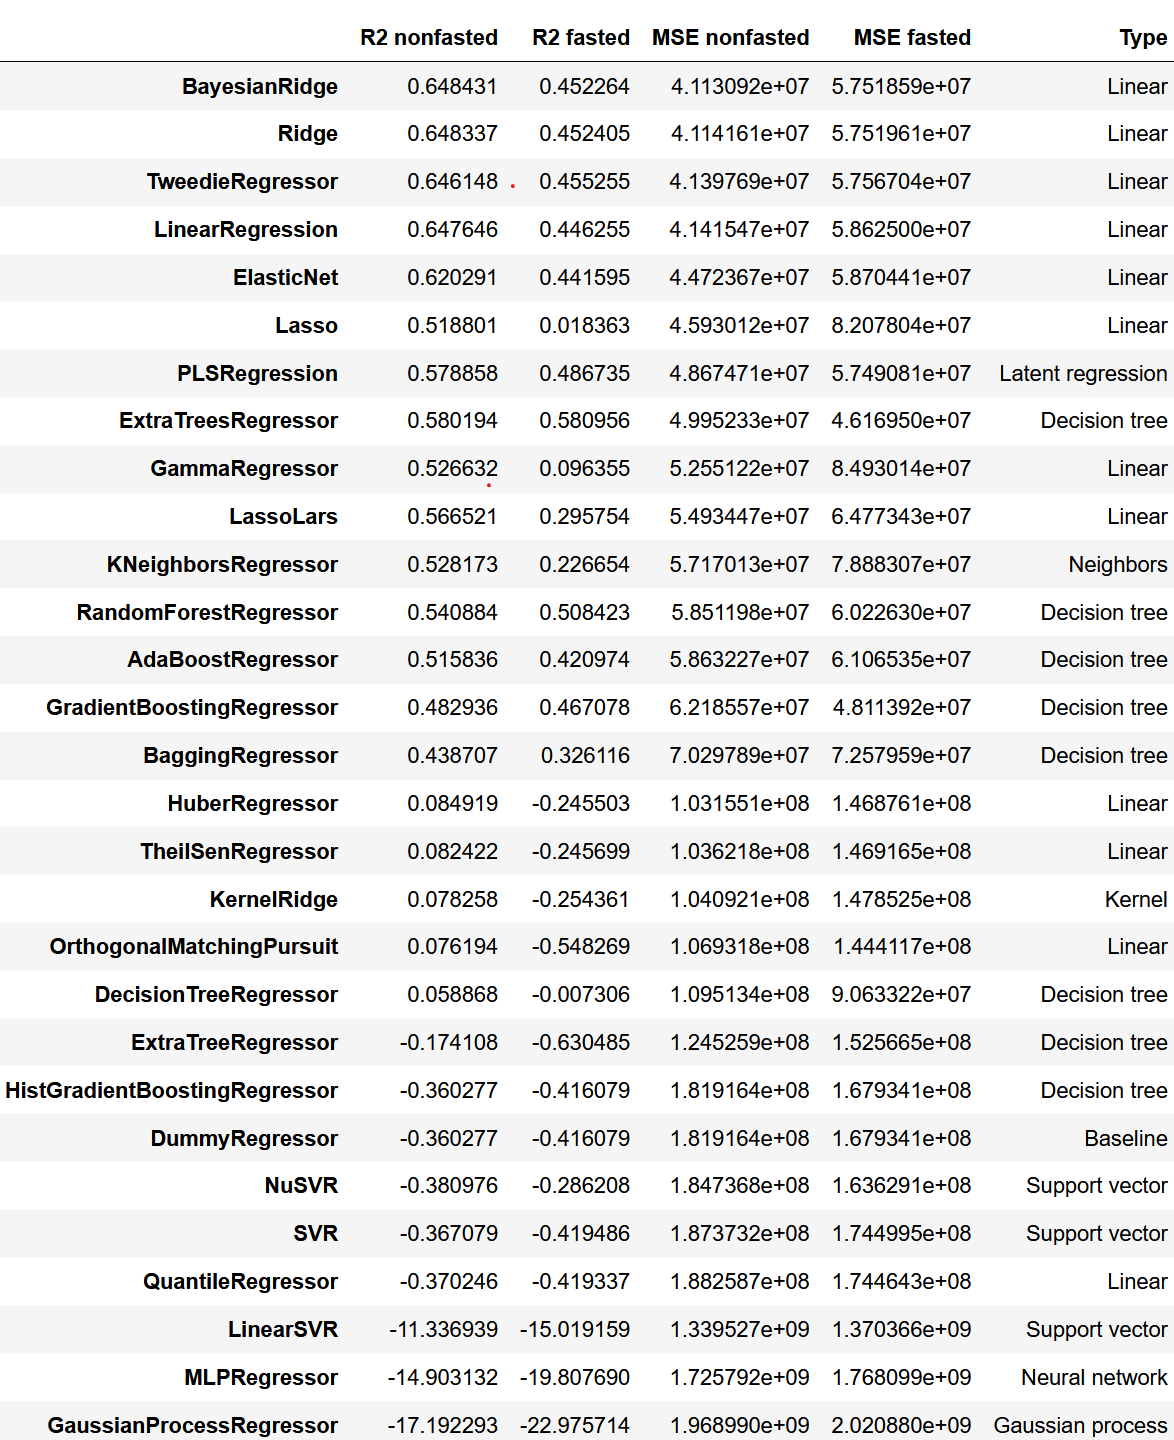 R2 nonfasted R2 fasted MSE nonfasted MSE fasted Type
BayesianRidge 0.648431 0.452264 4.113092e+07 5.751859e+07 Linear
Ridge 0.648337 0.452405 4.114161e+07 5.751961e+07 Linear
TweedieRegressor 0.646148 0.455255 4.139769e+07 5.756704e+07 Linear
LinearRegression 0.647646 0.446255 4.141547e+07 5.862500e+07 Linear
ElasticNet 0.620291 0.441595 4.472367e+07 5.870441e+07 Linear
Lasso 0.518801 0.018363 4.593012e+07 8.207804e+07 Linear
PLSRegression 0.578858 0.486735 4.867471e+07 5.749081e+07 Latent regression
ExtraTreesRegressor 0.580194 0.580956 4.995233e+07 4.616950e+07 Decision tree
GammaRegressor 0.526632 0.096355 5.255122e+07 8.493014e+07 Linear
LassoLars 0.566521 0.295754 5.493447e+07 6.477343e+07 Linear
KNeighborsRegressor 0.528173 0.226654 5.717013e+07 7.888307e+07 Neighbors
RandomForestRegressor 0.540884 0.508423 5.851198e+07 6.022630e+07 Decision tree
AdaBoostRegressor 0.515836 0.420974 5.863227e+07 6.106535e+07 Decision tree
GradientBoostingRegressor 0.482936 0.467078 6.218557e+07 4.811392e+07 Decision tree
BaggingRegressor 0.438707 0.326116 7.029789e+07 7.257959e+07 Decision tree
HuberRegressor 0.084919 -0.245503 1.031551e+08 1.468761e+08 Linear
TheilSenRegressor 0.082422 -0.245699 1.036218e+08 1.469165e+08 Linear
KernelRidge 0.078258 -0.254361 1.040921e+08 1.478525e+08 Kernel
OrthogonalMatchingPursuit 0.076194 -0.548269 1.069318e+08 1.444117e+08 Linear
DecisionTreeRegressor 0.058868 -0.007306 1.095134e+08 9.063322e+07 Decision tree
ExtraTreeRegressor -0.174108 -0.630485 1.245259e+08 1.525665e+08 Decision tree
HistGradientBoostingRegressor -0.360277 -0.416079 1.819164e+08 1.679341e+08 Decision tree
DummyRegressor -0.360277 -0.416079 1.819164e+08 1.679341e+08 Baseline
NuSVR -0.380976 -0.286208 1.847368e+08 1.636291e+08 Support vector
SVR -0.367079 -0.419486 1.873732e+08 1.744995e+08 Support vector
QuantileRegressor -0.370246 -0.419337 1.882587e+08 1.744643e+08 Linear
LinearSVR -11.336939 -15.019159 1.339527e+09 1.370366e+09 Support vector
MLPRegressor -14.903132 -19.807690 1.725792e+09 1.768099e+09 Neural network
GaussianProcessRegressor -17.192293 -22.975714 1.968990e+09 2.020880e+09 Gaussian process